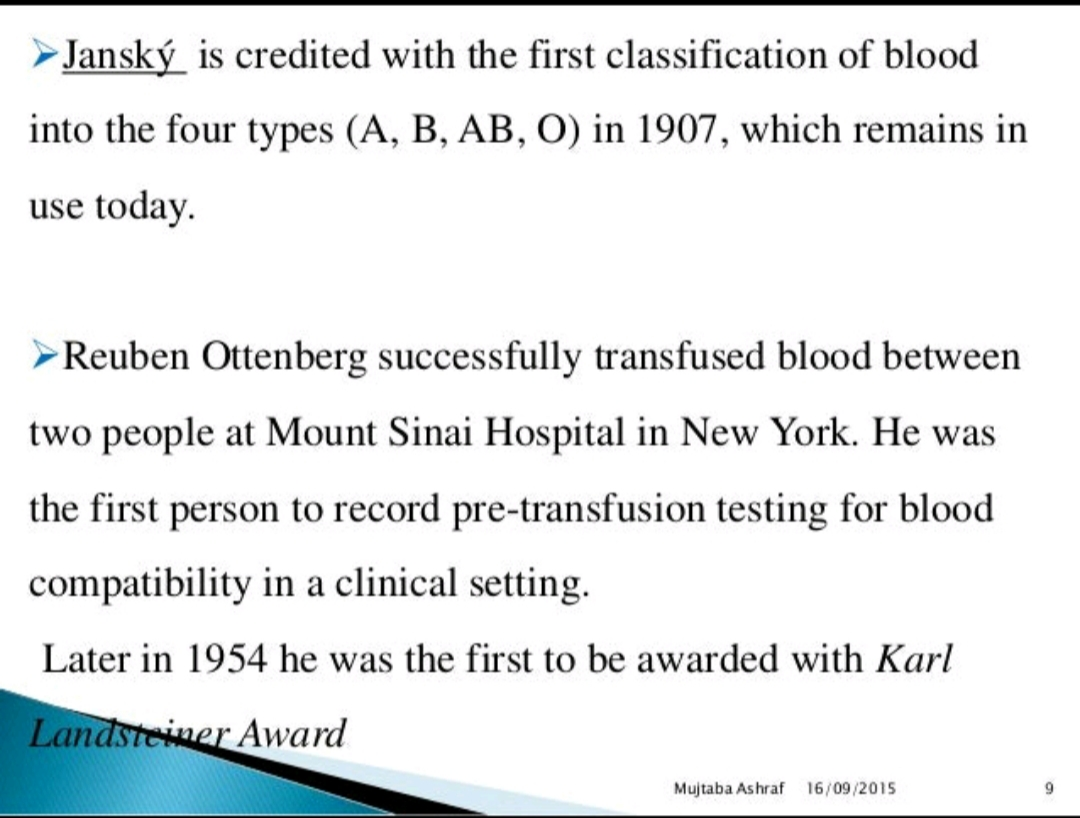 ➢Janský is credited with the first classification of blood
into the four types (A, B, AB, O) in 1907, which remains in
use today.
➢Reuben Ottenberg successfully transfused blood between
two people at Mount Sinai Hospital in New York. He was
the first person to record pre-transfusion testing for blood
compatibility in a clinical setting.
Later in 1954 he was the first to be awarded with Karl
Landsteiner Award
Mujtaba Ashraf 16/09/2015 9